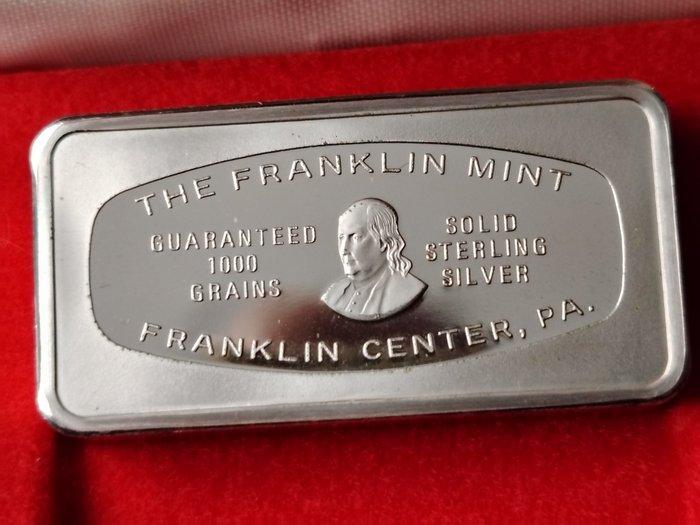 THE FRANKLIN MINT
GUARANTEED
1000
GRAINS
SOLID
STERLING
SILVER
FRANKLIN CENTER, PA.